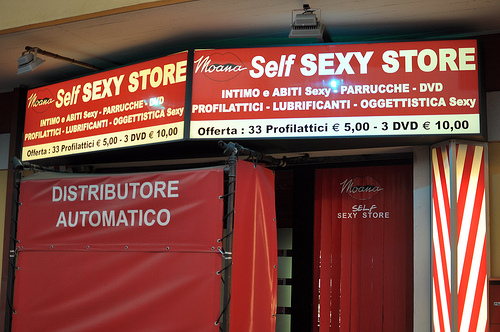 Moana Self SEXY STORE
INTIMO e ABITI Sexy - PARRUCCHE - DVD
PROFILATTICI - LUBRIFICANTI - OGGETTISTICA Sexy
Offerta : 33 Profilattici € 5,00 - 3 DVD € 10,00
Moana Self SEXY STORE
INTIMO e ABITI Sexy - PARRUCCHE - DVD
PROFILATTICI - LUBRIFICANTI - OGGETTISTICA Sexy
Offerta : 33 Profilattici € 5,00 - 3 DVD € 10,00
DISTRIBUTORE
AUTOMATICO
Moana
SELF
SEXY STORE